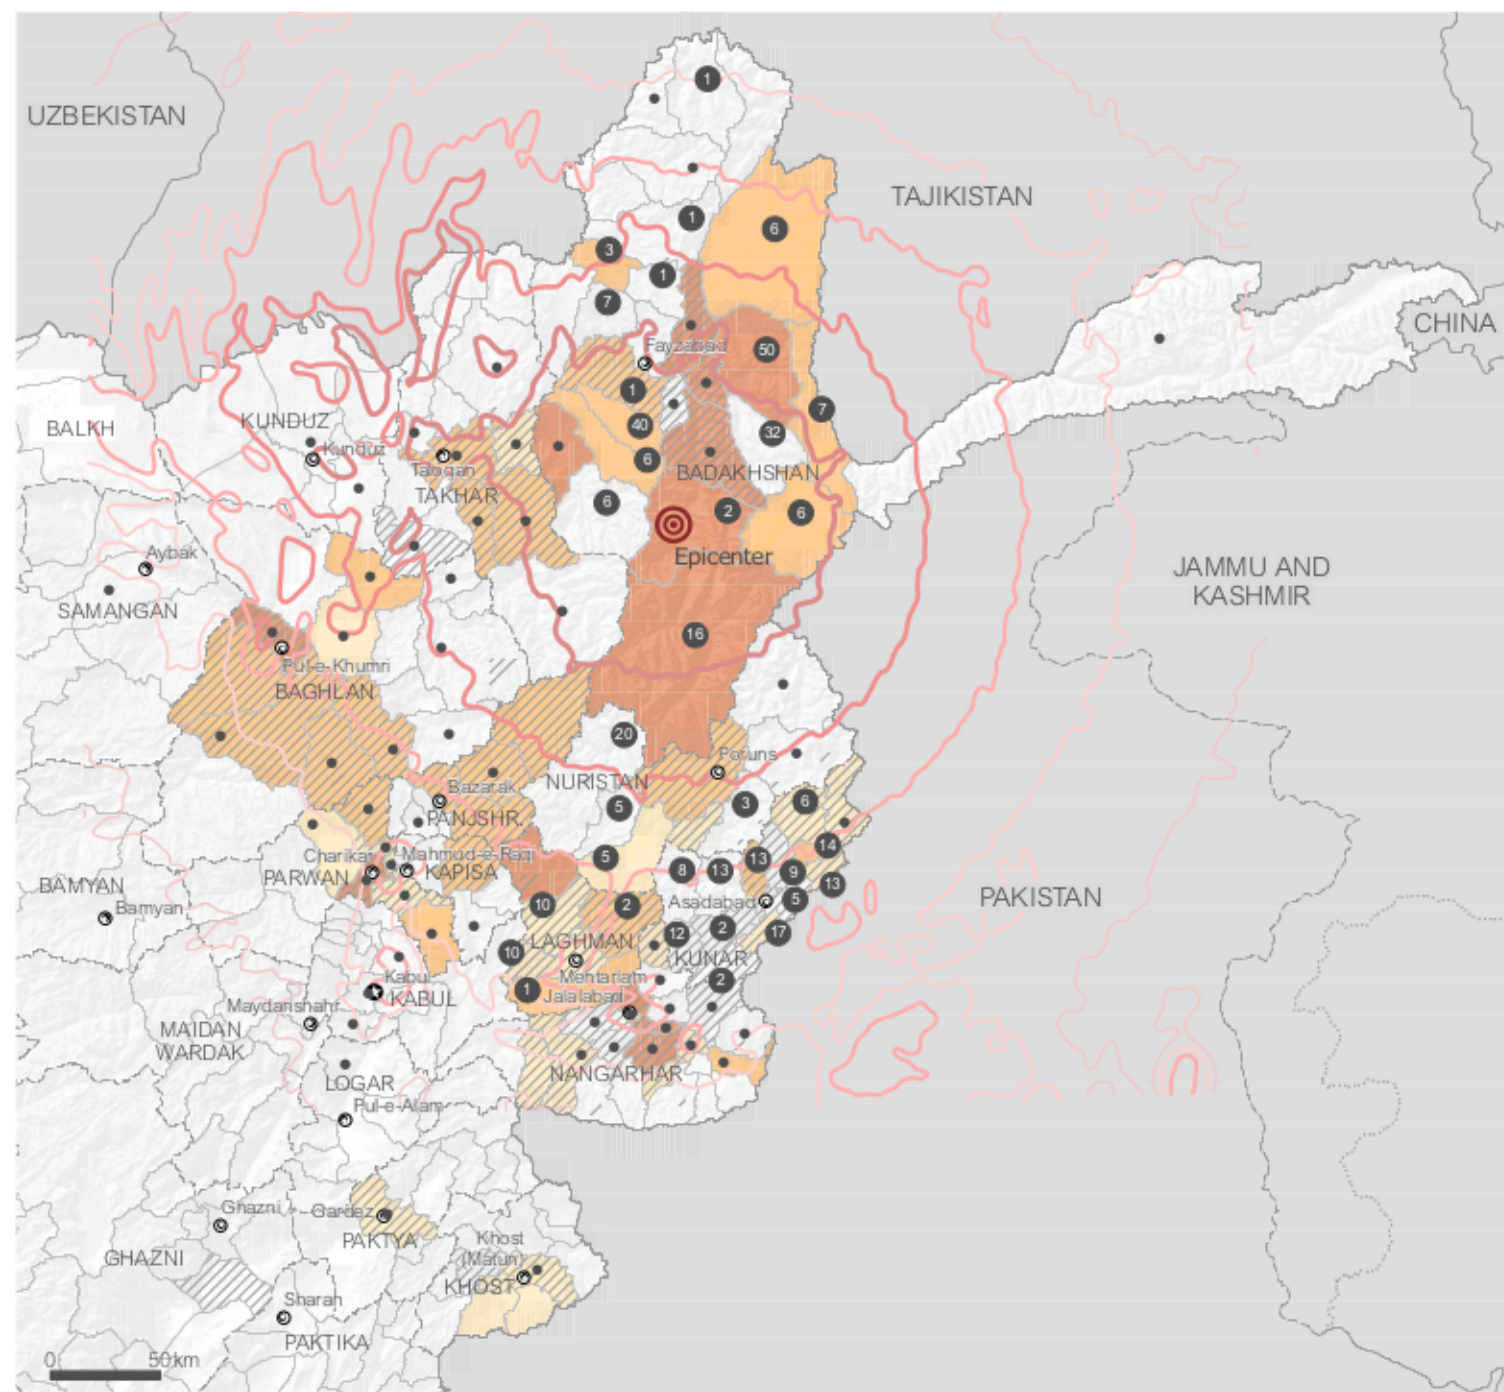 1
UZBEKISTAN
TAJIKISTAN
1
6
3
1
7
CHINA
Fayzabad
50
1
7
KUNDUZ
BALKH
40
32
Kunduz
Taloqan
6
BADAKHSHAN
TAKHAR
6
2
6
Epicenter
Aybak
JAMMU AND
KASHMIR
SAMANGAN
16
Pul-e-Khumri
BAGHLAN
20
Poruns
NURISTAN
Bazarak
5
3
6
PANJSHR.
14
Charikar
Mahmud-e-Raqi
5
13
PARWAN
KAPISA
8
13
9
BAMYAN
13
PAKISTAN
Bamyan
10
2
Asadabad
5
12
2
17
LAGHMAN
10
KUNAR
Kabul
Mehtarlam
2
KABUL
1
Jalalabad
Maydanshahr
MAIDAN
WARDAK
NANGARHAR
LOGAR
Pul-e-Alam
Ghazni
Gardez
PAKTYA
Khost
(Matun)
GHAZNI
KHOST
Sharan
PAKTIKA
0 50 km